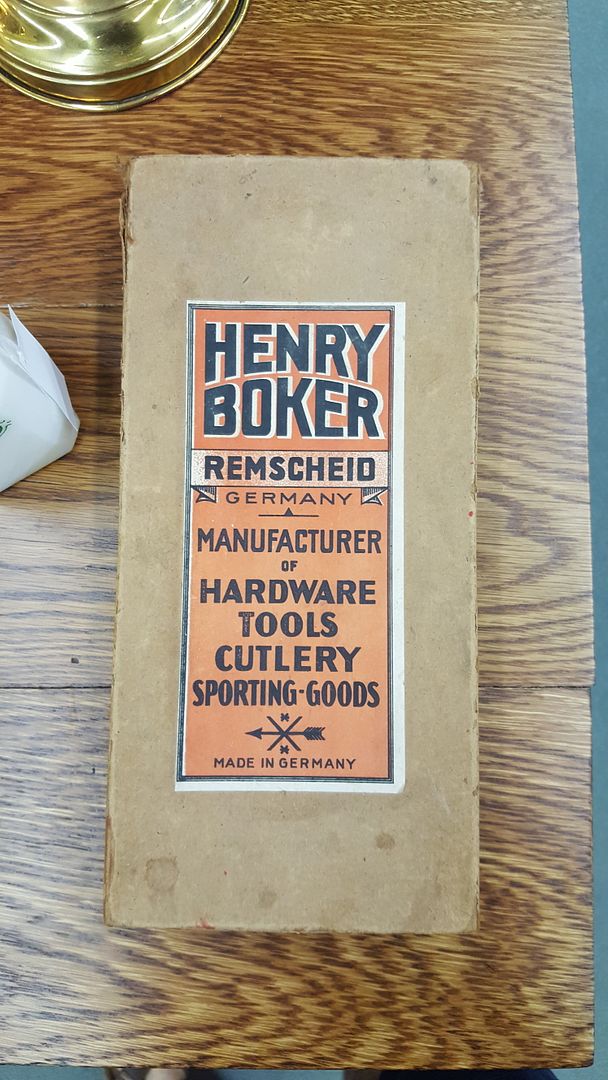 HENRY
BOKER
REMSCHEID
GERMANY
MANUFACTURER
OF
HARDWARE
TOOLS
CUTLERY
SPORTING-GOODS
MADE IN GERMANY